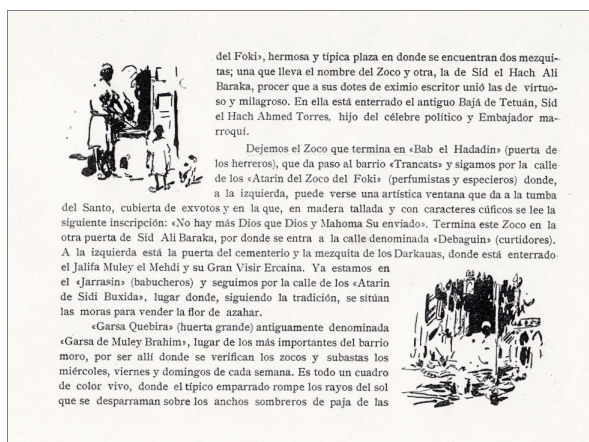 del Foki», hermosa y típica plaza en donde se encuentran dos mezqui-
tas; una que lleva el nombre del Zoco y otra, la de Sid el Hach Ali
Baraka, procer que a sus dotes de eximio escritor unió las de virtuo-
so y milagroso. En ella está enterrado el antiguo Bajá de Tetuán, Sid
el Hach Ahmed Torres, hijo del célebre político y Embajador ma-
rroquí.
Dejemos el Zoco que termina en «Bab el Hadadin» (puerta de
los herreros), que da paso al barrio «Trancats» y sigamos por la calle
de los «Atarin del Zoco del Foki» (perfumistas y especieros) donde,
a la izquierda, puede verse una artística ventana que da a la tumba
del Santo, cubierta de exvotos y en la que, en madera tallada y con caracteres cúficos se lee la
siguiente inscripción: «No hay más Dios que Dios y Mahoma Su enviado». Termina este Zoco en la
otra puerta de Sid Ali Baraka, por donde se entra a la calle denominada «Debaguin» (curtidores).
A la izquierda está la puerta del cementerio y la mezquita de los Darkauas, donde está enterrado
el Jalifa Muley el Mehdi y su Gran Visir Ercaina. Ya estamos en
el «Jarrasin» (babucheros) y seguimos por la calle de los «Atarin
de Sidi Buxida», lugar donde, siguiendo la tradición, se sitúan
las moras para vender la flor de azahar.
«Garsa Quebira» (huerta grande) antiguamente denominada
«Garsa de Muley Brahim», lugar de los más importantes del barrio
moro, por ser allí donde se verifican los zocos y subastas los
miércoles, viernes y domingos de cada semana. Es todo un cuadro
de color vivo, donde el típico emparrado rompe los rayos del sol
que se desparraman sobre los anchos sombreros de paja de las